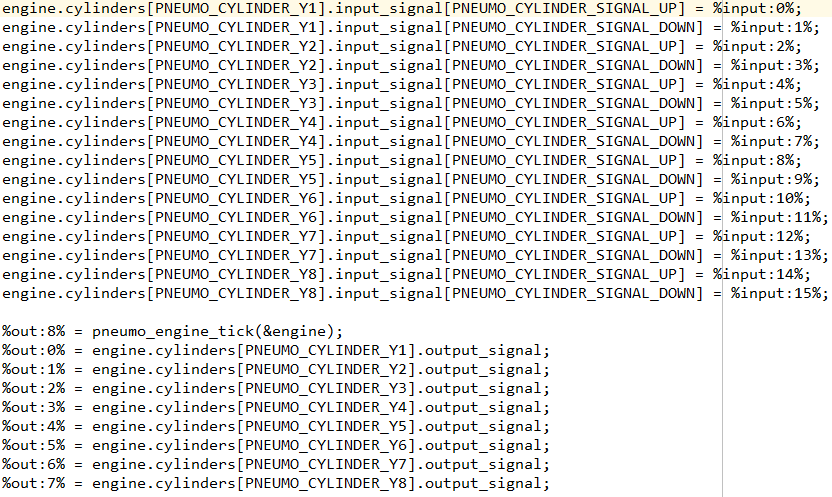 engine.cylinders[PNEUMO_CYLINDER_Y1].input_signal[PNEUMO_CYLINDER_SIGNAL_UP] = %input:0%;
engine.cylinders[PNEUMO_CYLINDER_Y1].input_signal[PNEUMO_CYLINDER_SIGNAL_DOWN] = %input:1%;
engine.cylinders[PNEUMO_CYLINDER_Y2].input_signal[PNEUMO_CYLINDER_SIGNAL_UP] = %input:2%;
engine.cylinders[PNEUMO_CYLINDER_Y2].input_signal[PNEUMO_CYLINDER_SIGNAL_DOWN] = %input:3%;
engine.cylinders[PNEUMO_CYLINDER_Y3].input_signal[PNEUMO_CYLINDER_SIGNAL_UP] = %input:4%;
engine.cylinders[PNEUMO_CYLINDER_Y3].input_signal[PNEUMO_CYLINDER_SIGNAL_DOWN] = %input:5%;
engine.cylinders[PNEUMO_CYLINDER_Y4].input_signal[PNEUMO_CYLINDER_SIGNAL_UP] = %input:6%;
engine.cylinders[PNEUMO_CYLINDER_Y4].input_signal[PNEUMO_CYLINDER_SIGNAL_DOWN] = %input:7%;
engine.cylinders[PNEUMO_CYLINDER_Y5].input_signal[PNEUMO_CYLINDER_SIGNAL_UP] = %input:8%;
engine.cylinders[PNEUMO_CYLINDER_Y5].input_signal[PNEUMO_CYLINDER_SIGNAL_DOWN] = %input:9%;
engine.cylinders[PNEUMO_CYLINDER_Y6].input_signal[PNEUMO_CYLINDER_SIGNAL_UP] = %input:10%;
engine.cylinders[PNEUMO_CYLINDER_Y6].input_signal[PNEUMO_CYLINDER_SIGNAL_DOWN] = %input:11%;
engine.cylinders[PNEUMO_CYLINDER_Y7].input_signal[PNEUMO_CYLINDER_SIGNAL_UP] = %input:12%;
engine.cylinders[PNEUMO_CYLINDER_Y7].input_signal[PNEUMO_CYLINDER_SIGNAL_DOWN] = %input:13%;
engine.cylinders[PNEUMO_CYLINDER_Y8].input_signal[PNEUMO_CYLINDER_SIGNAL_UP] = %input:14%;
engine.cylinders[PNEUMO_CYLINDER_Y8].input_signal[PNEUMO_CYLINDER_SIGNAL_DOWN] = %input:15%;
%out:8% = pneumo_engine_tick(&engine);
%out:0% = engine.cylinders[PNEUMO_CYLINDER_Y1].output_signal;
%out:1% = engine.cylinders[PNEUMO_CYLINDER_Y2].output_signal;
%out:2% = engine.cylinders[PNEUMO_CYLINDER_Y3].output_signal;
%out:3% = engine.cylinders[PNEUMO_CYLINDER_Y4].output_signal;
%out:4% = engine.cylinders[PNEUMO_CYLINDER_Y5].output_signal;
%out:5% = engine.cylinders[PNEUMO_CYLINDER_Y6].output_signal;
%out:6% = engine.cylinders[PNEUMO_CYLINDER_Y7].output_signal;
%out:7% = engine.cylinders[PNEUMO_CYLINDER_Y8].output_signal;